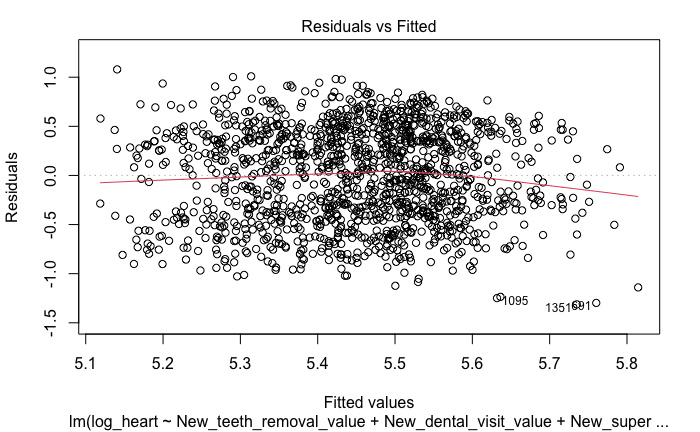 Residuals vs Fitted
Residuals
1.0
0.5
0.0
-0.5
-1.0
-1.5
1095
1351
691
5.1 5.2 5.3 5.4 5.5 5.6 5.7 5.8
Fitted values
lm(log_heart ~ New_teeth_removal_value + New_dental_visit_value + New_super ...